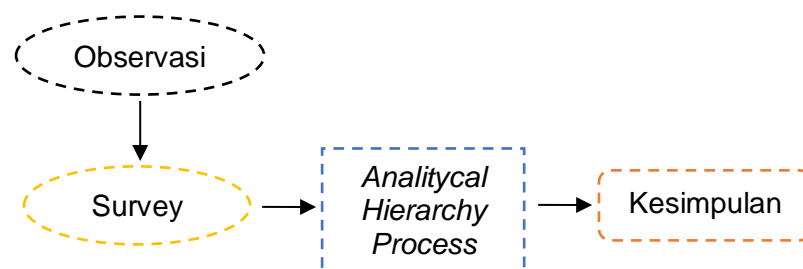 Observasi
Survey
Analitycal
Hierarchy
Process
Kesimpulan